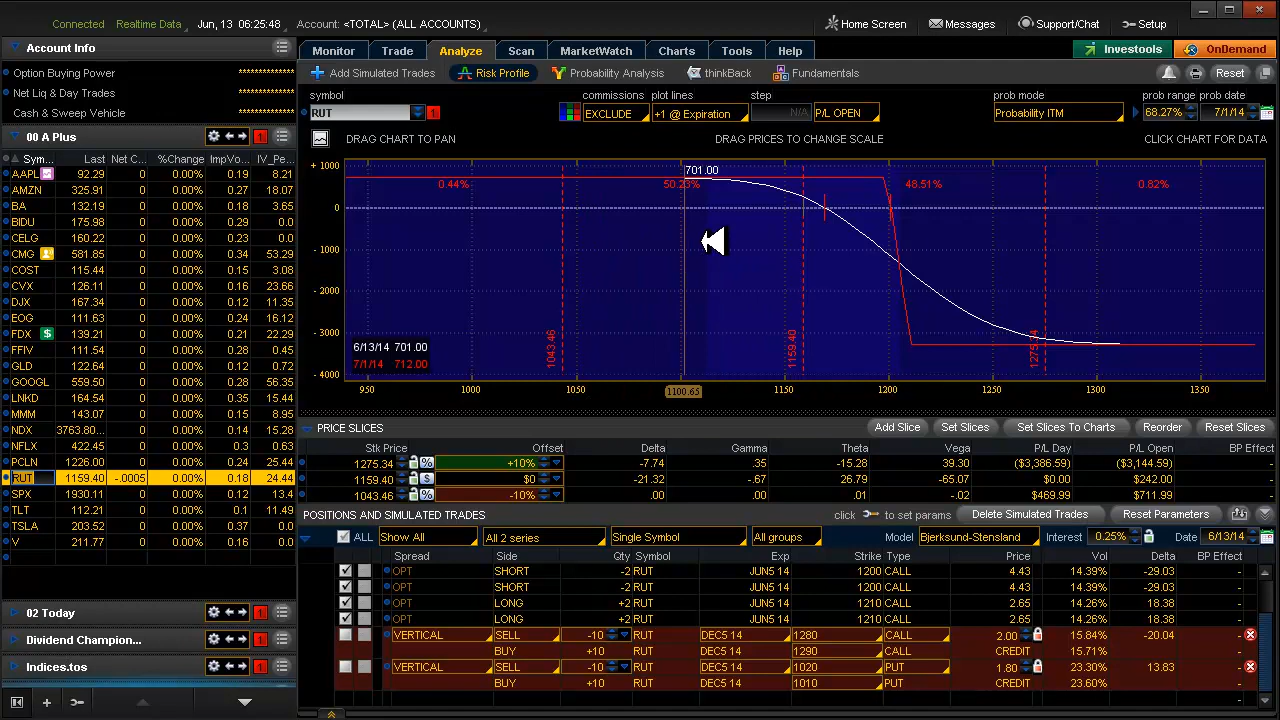 Connected Realtime Data Jun, 13 06:25:48 Account: <TOTAL> (ALL ACCOUNTS) Home Screen Messages Support/Chat Setup
Account Info
Option Buying Power *************
Net Liq & Day Trades *************
Cash & Sweep Vehicle *************
00 A Plus 1
Sym... Last Net C... %Change ImpVo... IV_Pe...
AAPL 92.29 0 0.00% 0.19 8.21
AMZN 325.91 0 0.00% 0.27 18.07
BA 132.19 0 0.00% 0.18 3.65
BIDU 175.98 0 0.00% 0.29 0.0
CELG 160.22 0 0.00% 0.3 0.0
CMG 581.85 0 0.00% 0.34 53.29
COST 115.44 0 0.00% 0.15 3.08
CVX 126.11 0 0.00% 0.16 23.66
DJX 167.34 0 0.00% 0.12 11.35
EOG 111.63 0 0.00% 0.24 16.12
FDX $ 139.21 0 0.00% 0.21 22.29
FFIV 111.54 0 0.00% 0.28 0.45
GLD 122.64 0 0.00% 0.12 0.72
GOOGL 559.50 0 0.00% 0.28 56.35
LNKD 164.54 0 0.00% 0.35 15.44
MMM 143.07 0 0.00% 0.15 8.95
NDX 3763.80... 0 0.00% 0.14 15.38
NFLX 422.45 0 0.00% 0.3 0.63
PCLN 1226.00 0 0.00% 0.24 25.44
RUT 1159.40 -.0005 0.00% 0.18 24.44
SPX 1930.11 0 0.00% 0.12 13.4
TLT 112.21 0 0.00% 0.1 11.49
TSLA 203.52 0 0.00% 0.37 0.0
V 211.77 0 0.00% 0.16 0.0
02 Today 1
Dividend Champion... 1
Indices.tos 1
Monitor Trade Analyze Scan MarketWatch Charts Tools Help Investools OnDemand
Add Simulated Trades Risk Profile Probability Analysis thinkBack Fundamentals Reset
symbol commissions plot lines step prob mode prob range prob date
RUT 1 EXCLUDE +1 @ Expiration N/A P/L OPEN Probability ITM 68.27% 7/1/14
DRAG CHART TO PAN DRAG PRICES TO CHANGE SCALE CLICK CHART FOR DATA
+ 1000 701.00
0.44% 50.23% 48.51% 0.82%
0
- 1000
- 2000
- 3000
- 4000
1043.46 1159.40 1275.34
6/13/14 701.00
7/1/14 712.00
950 1000 1050 1100.65 1150 1200 1250 1300 1350
PRICE SLICES Add Slice Set Slices Set Slices To Charts Reorder Reset Slices
Stk Price Offset Delta Gamma Theta Vega P/L Day P/L Open BP Effect
1275.34 % +10% -7.74 .35 -15.28 39.30 ($3,386.59) ($3,144.59)
1159.40 $ $0 -21.32 -.67 26.79 -65.07 $0.00 $242.00
1043.46 % -10% .00 .00 .01 -.02 $469.99 $711.99
POSITIONS AND SIMULATED TRADES click to set params Delete Simulated Trades Reset Parameters
ALL Show All All 2 series Single Symbol All groups Model Bjerksund-Stensland Interest 0.25% Date 6/13/14
Spread Side Qty Symbol Exp Strike Type Price Vol Delta BP Effect
OPT SHORT -2 RUT JUN5 14 1200 CALL 4.43 14.39% -29.03 -
OPT SHORT -2 RUT JUN5 14 1200 CALL 4.43 14.39% -29.03 -
OPT LONG +2 RUT JUN5 14 1210 CALL 2.65 14.26% 18.38 -
OPT LONG +2 RUT JUN5 14 1210 CALL 2.65 14.26% 18.38 -
VERTICAL SELL -10 RUT DEC5 14 1280 CALL 2.00 15.84% -20.04 -
BUY +10 RUT DEC5 14 1290 CALL CREDIT 15.71%
VERTICAL SELL -10 RUT DEC5 14 1020 PUT 1.80 23.30% 13.83 -
BUY +10 RUT DEC5 14 1010 PUT CREDIT 23.60%